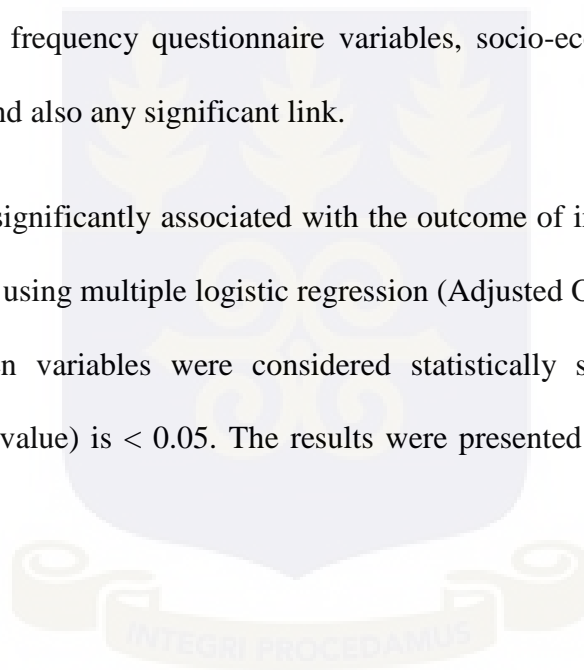 frequency questionnaire variables, socio-ec
nd also any significant link.
significantly associated with the outcome of i
using multiple logistic regression (Adjusted
n variables were considered statistically s
value) is < 0.05. The results were presented
INTEGRI PROCEDAMUS